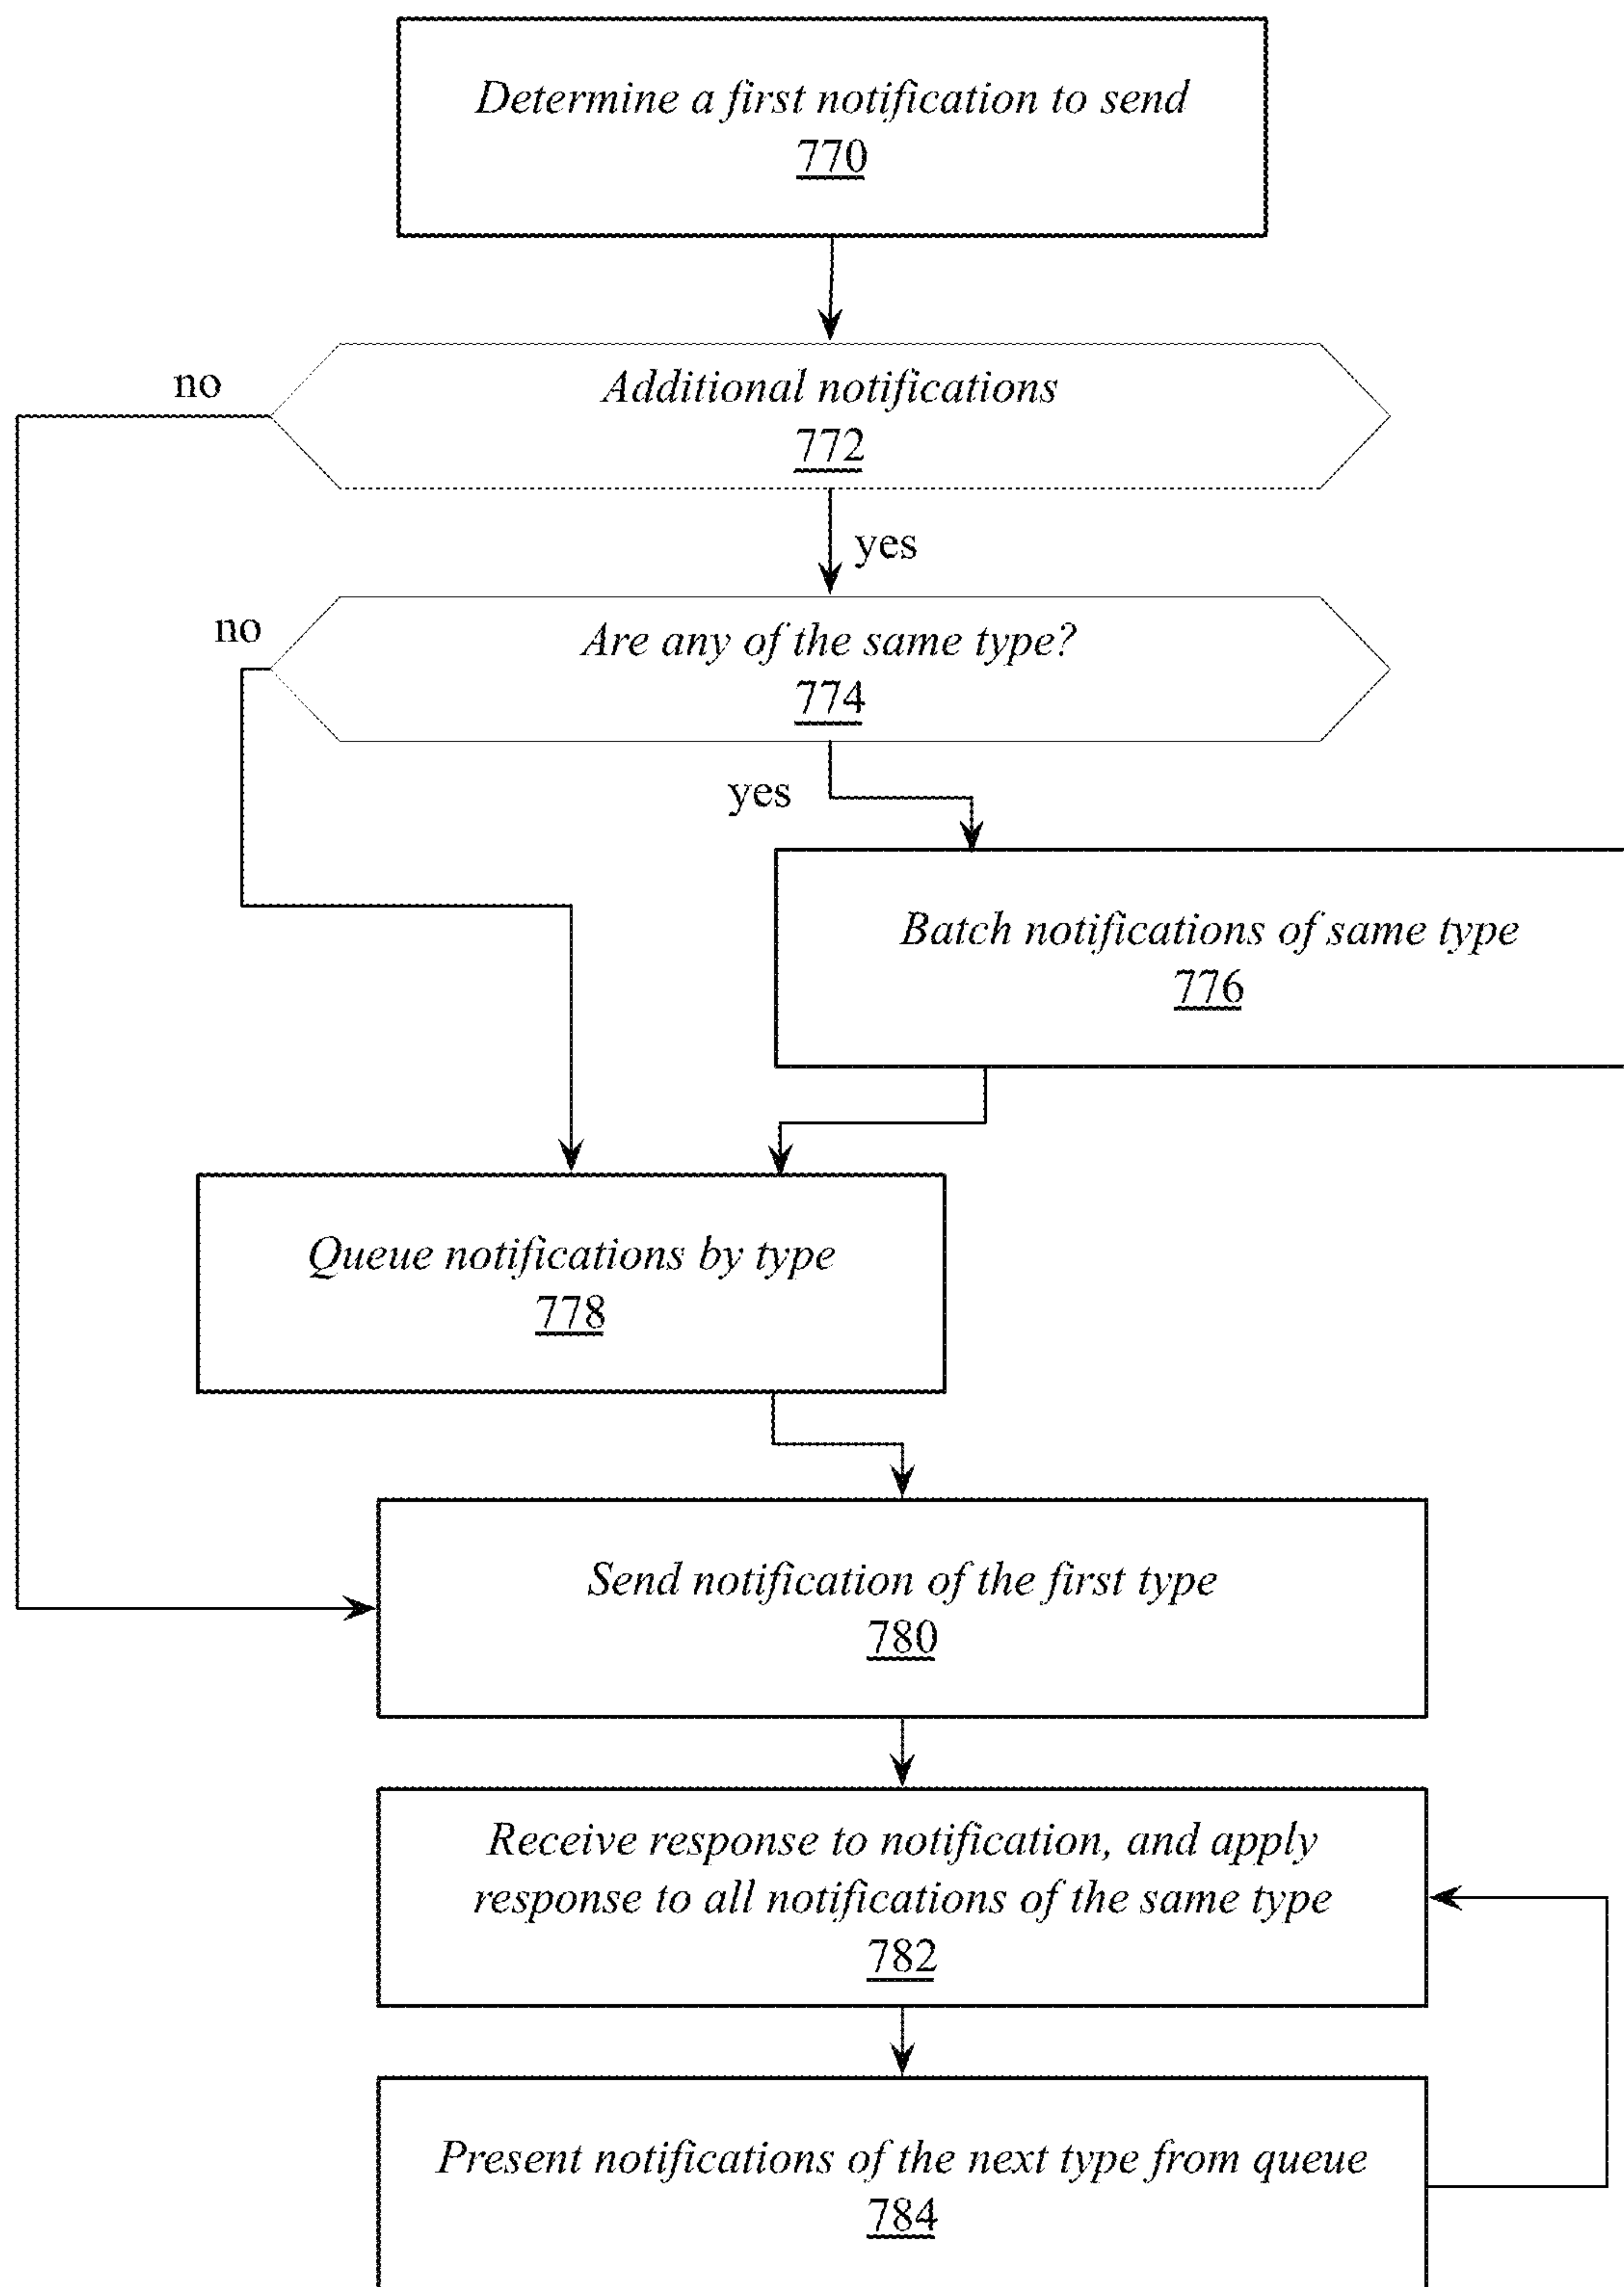 Determine a first notification to send
770
no
Additional notifications
772
yes
no
Are any of the same type?
774
yes
Batch notifications of same type
776
Queue notifications by type
778
Send notification of the first type
780
Receive response to notification, and apply
response to all notifications of the same type
782
Present notifications of the next type from queue
784